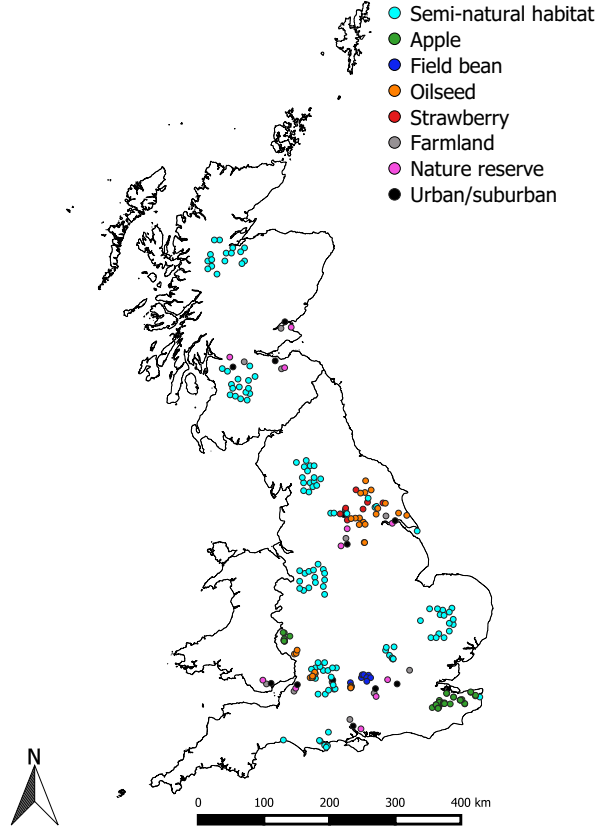 Semi-natural habitat
Apple
Field bean
Oilseed
Strawberry
Farmland
Nature reserve
Urban/suburban
N
0 100 200 300 400 km